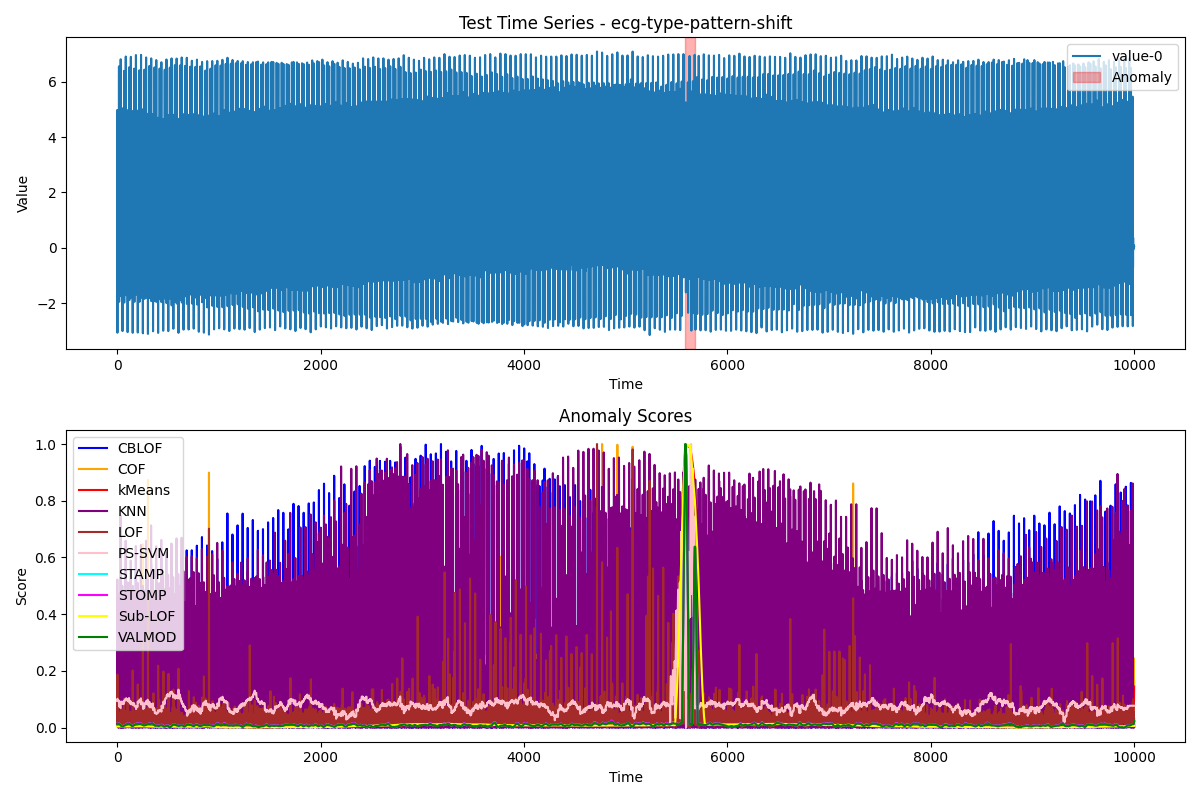 Test Time Series - ecg-type-pattern-shift
Value
6
4
2
0
−2
value-0
Anomaly
0
2000
4000
6000
8000
10000
Time
Anomaly Scores
Score
1.0
0.8
0.6
0.4
0.2
0.0
CBLOF
COF
kMeans
KNN
LOF
PS-SVM
STAMP
STOMP
Sub-LOF
VALMOD
0
2000
4000
6000
8000
10000
Time